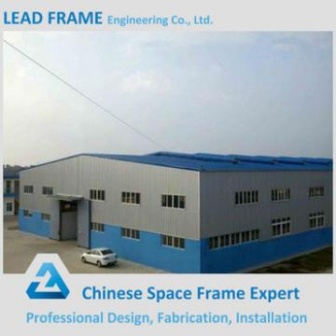 LEAD FRAME Engineering Co., Ltd.
Chinese Space Frame Expert
Professional Design, Fabrication, Installation